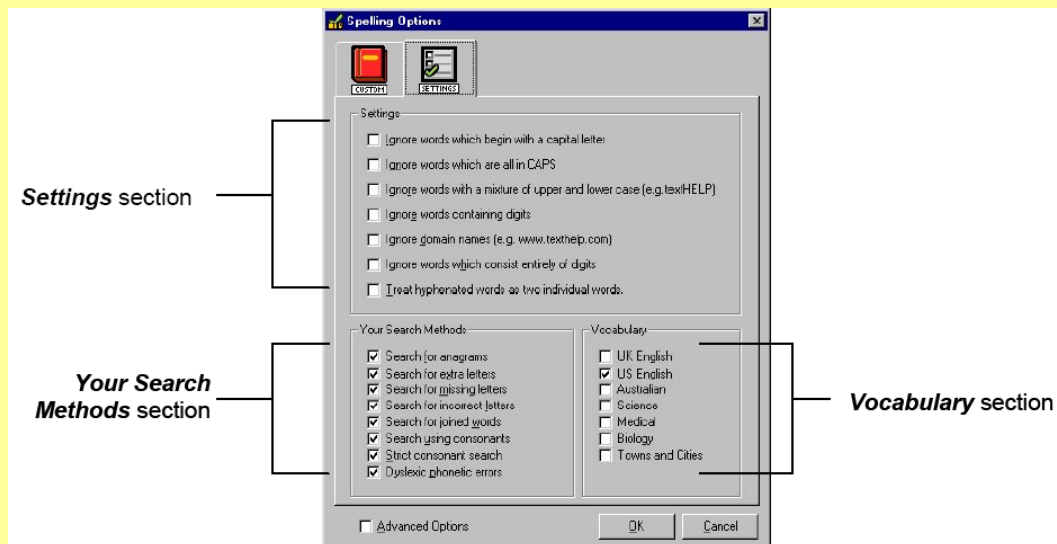 Spelling Options
CUSTOM
SETTINGS
Settings
Ignore words which begin with a capital letter
Ignore words which are all in CAPS
Ignore words with a mixture of upper and lower case (e.g.textHELP)
Ignore words containing digits
Ignore domain names (e.g. www.texthelp.com)
Ignore words which consist entirely of digits
Treat hyphenated words as two individual words.
Settings section
Your Search Methods
Search for anagrams
Search for extra letters
Search for missing letters
Search for incorrect letters
Search for joined words
Search using consonants
Strict consonant search
Dyslexic phonetic errors
Your Search
Methods section
Vocabulary
UK English
US English
Australian
Science
Medical
Biology
Towns and Cities
Vocabulary section
Advanced Options
OK
Cancel